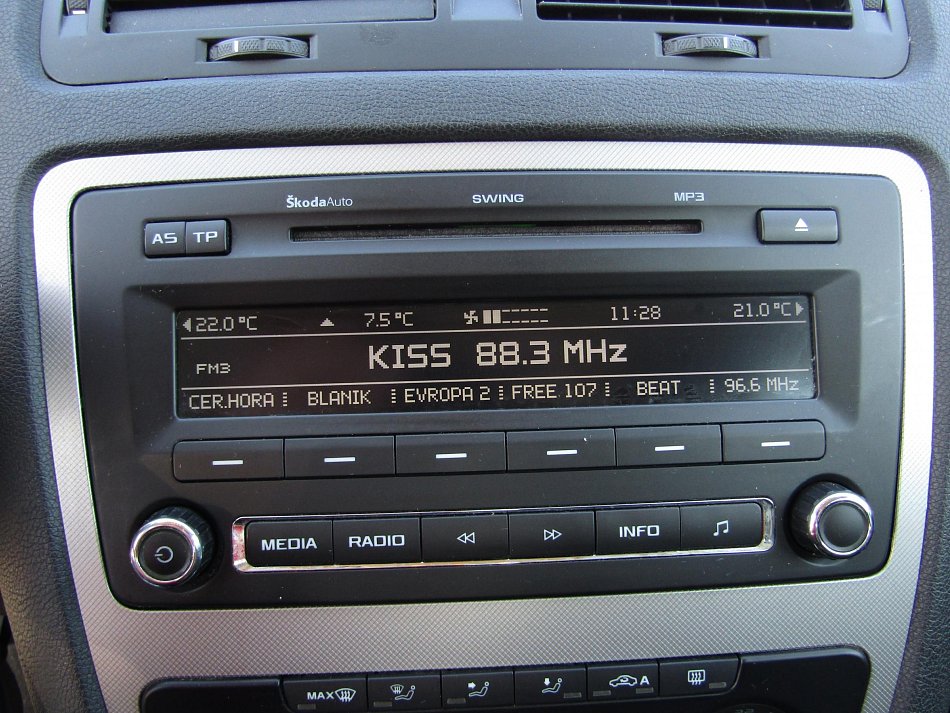 ŠkodaAuto SWING MP3
AS TP
22.0°C 7.5°C 11:28 21.0°C
FM3 KISS 88.3 MHz
CER.HORA BLANIK EVROPA 2 FREE 107 BEAT 96.6 MHz
MEDIA RADIO INFO
MAX A